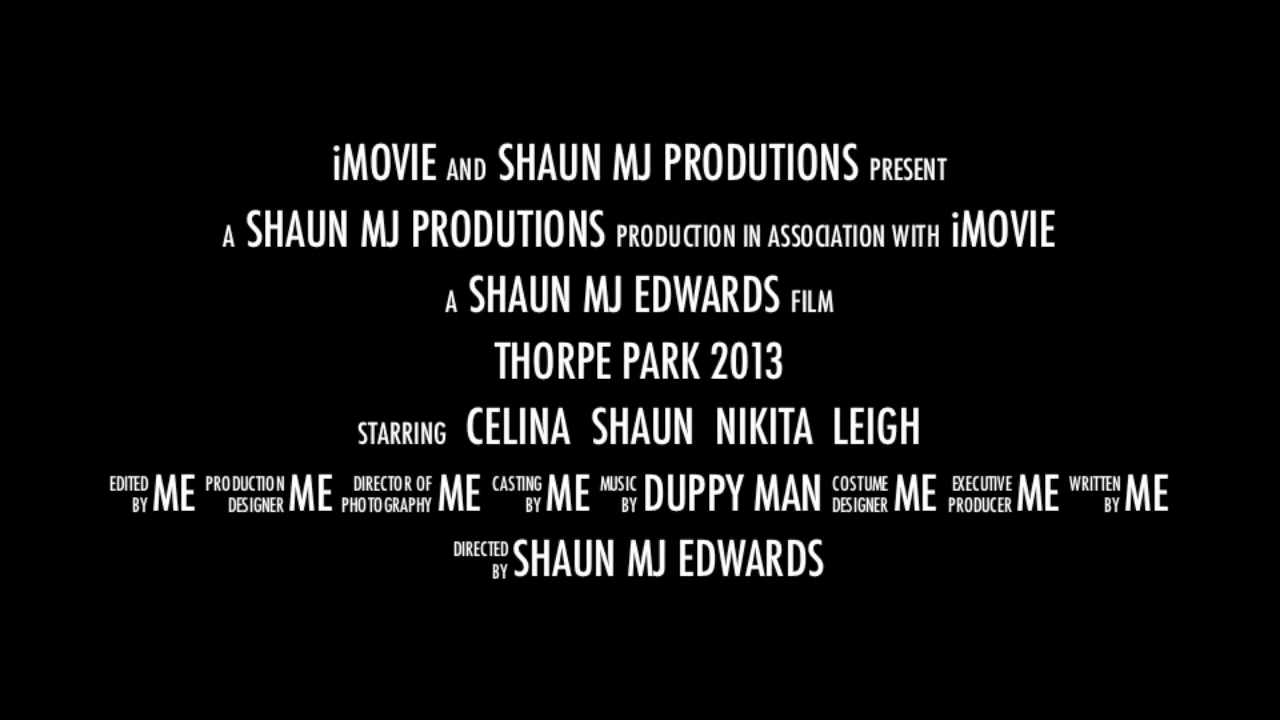 iMOVIE AND SHAUN MJ PRODUTIONS PRESENT
A SHAUN MJ PRODUTIONS PRODUCTION IN ASSOCIATION WITH iMOVIE
A SHAUN MJ EDWARDS FILM
THORPE PARK 2013
STARRING CELINA SHAUN NIKITA LEIGH
EDITED BY ME PRODUCTION DESIGNER ME DIRECTOR OF PHOTOGRAPHY ME CASTING BY ME MUSIC BY DUPPY MAN COSTUME DESIGNER ME EXECUTIVE PRODUCER ME WRITTEN BY ME
DIRECTED BY SHAUN MJ EDWARDS